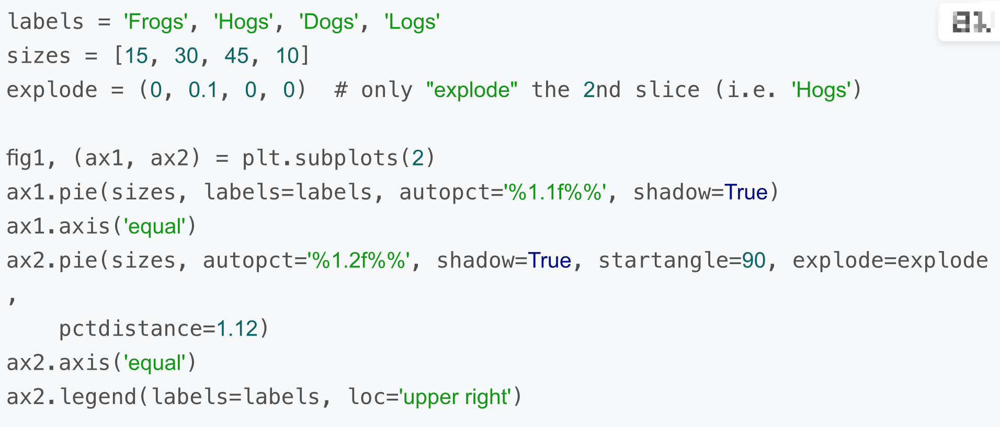 labels = 'Frogs', 'Hogs', 'Dogs', 'Logs'
sizes = [15, 30, 45, 10]
explode = (0, 0.1, 0, 0)  # only "explode" the 2nd slice (i.e. 'Hogs')

fig1, (ax1, ax2) = plt.subplots(2)
ax1.pie(sizes, labels=labels, autopct='%1.1f%%', shadow=True)
ax1.axis('equal')
ax2.pie(sizes, autopct='%1.2f%%', shadow=True, startangle=90, explode=explode
,
    pctdistance=1.12)
ax2.axis('equal')
ax2.legend(labels=labels, loc='upper right')